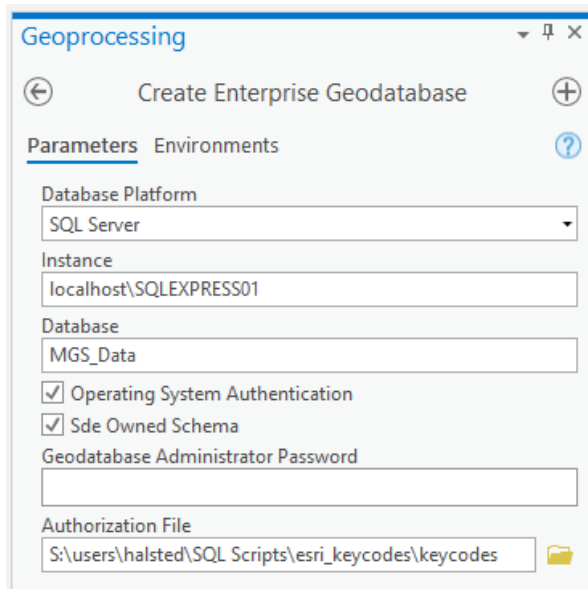 Geoprocessing
Create Enterprise Geodatabase
Parameters Environments
Database Platform
SQL Server
Instance
localhost\SQLEXPRESS01
Database
MGS_Data
Operating System Authentication
Sde Owned Schema
Geodatabase Administrator Password
Authorization File
S:\users\halsted\SQL Scripts\esri_keycodes\keycodes